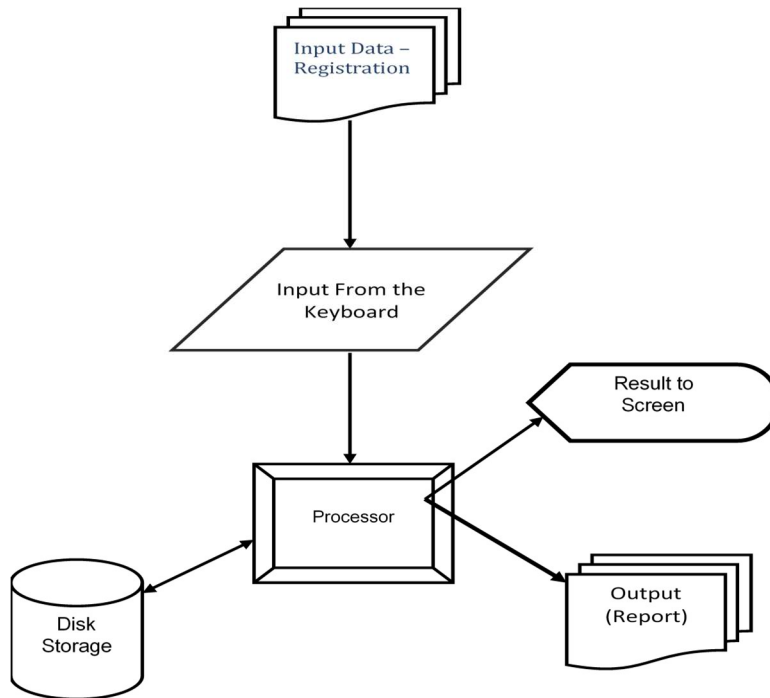 Input Data –
Registration
Input From the
Keyboard
Result to
Screen
Processor
Disk
Storage
Output
(Report)